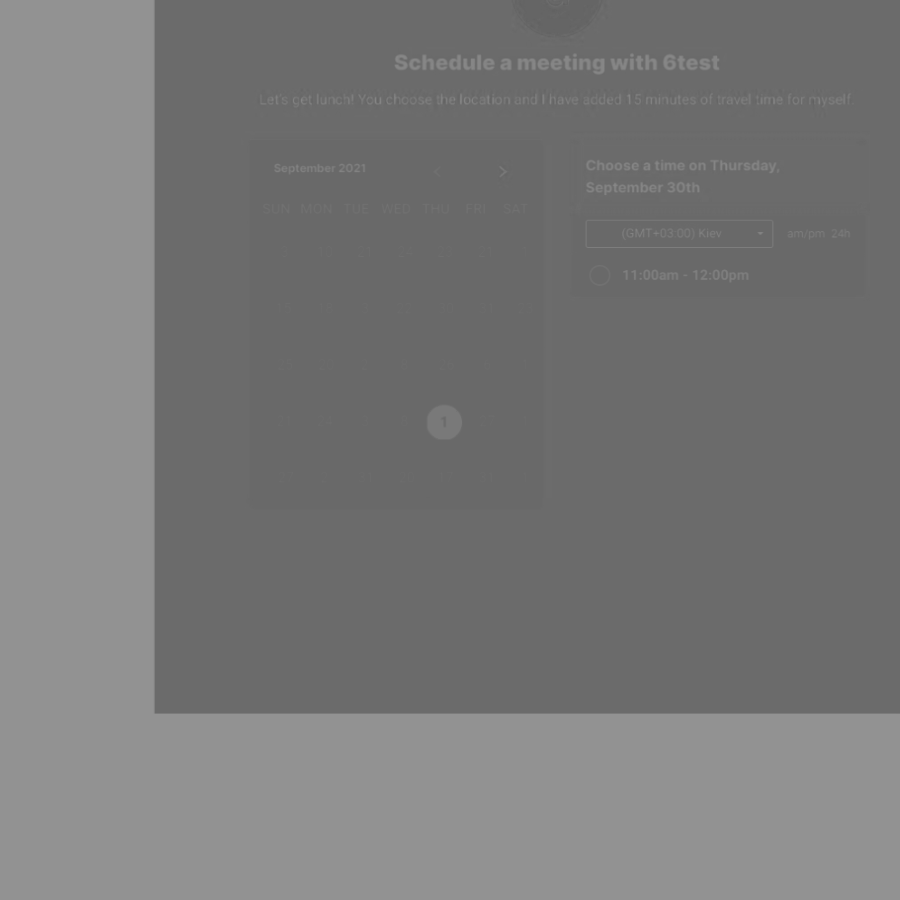 Schedule a meeting with 6test
Let's get lunch! You choose the location and I have added 15 minutes of travel time for myself.
September 2021
SUN MON TUE WED THU FRI SAT
1
Choose a time on Thursday,
September 30th
(GMT+03:00) Kiev
am/pm 24h
11:00am - 12:00pm